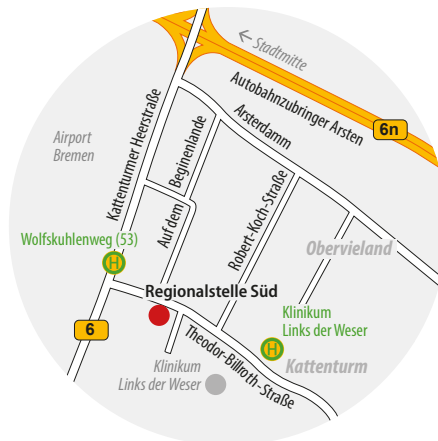 ← Stadtmitte
Autobahnzubringer Arsten
6n
Airport
Bremen
Kattenturmer Heerstraße
Arsterdamm
Auf dem Beginenlande
Robert-Koch-Straße
Obervieland
Wolfskuhlenweg (53)
H
Regionalstelle Süd
Klinikum
Links der Weser
H
6
Theodor-Billroth-Straße
Kattenturm
Klinikum
Links der Weser